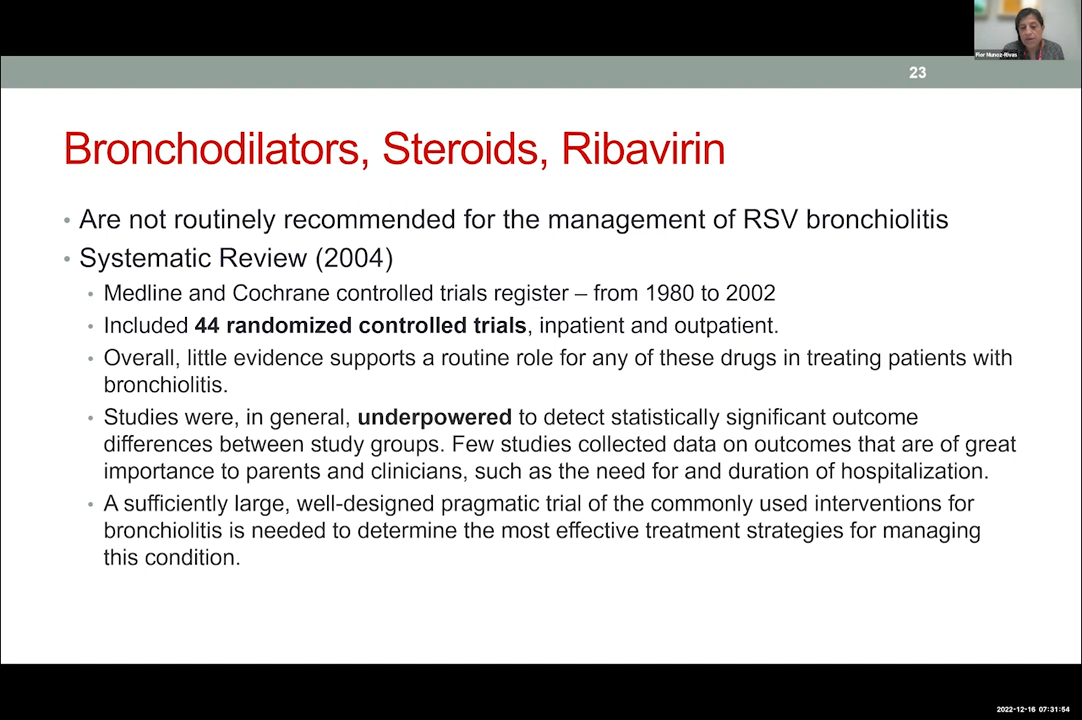 Flor Munoz-Rivas
23
Bronchodilators, Steroids, Ribavirin
• Are not routinely recommended for the management of RSV bronchiolitis
• Systematic Review (2004)
• Medline and Cochrane controlled trials register – from 1980 to 2002
• Included 44 randomized controlled trials, inpatient and outpatient.
• Overall, little evidence supports a routine role for any of these drugs in treating patients with
bronchiolitis.
• Studies were, in general, underpowered to detect statistically significant outcome
differences between study groups. Few studies collected data on outcomes that are of great
importance to parents and clinicians, such as the need for and duration of hospitalization.
• A sufficiently large, well-designed pragmatic trial of the commonly used interventions for
bronchiolitis is needed to determine the most effective treatment strategies for managing
this condition.
2022-12-16 07:31:54